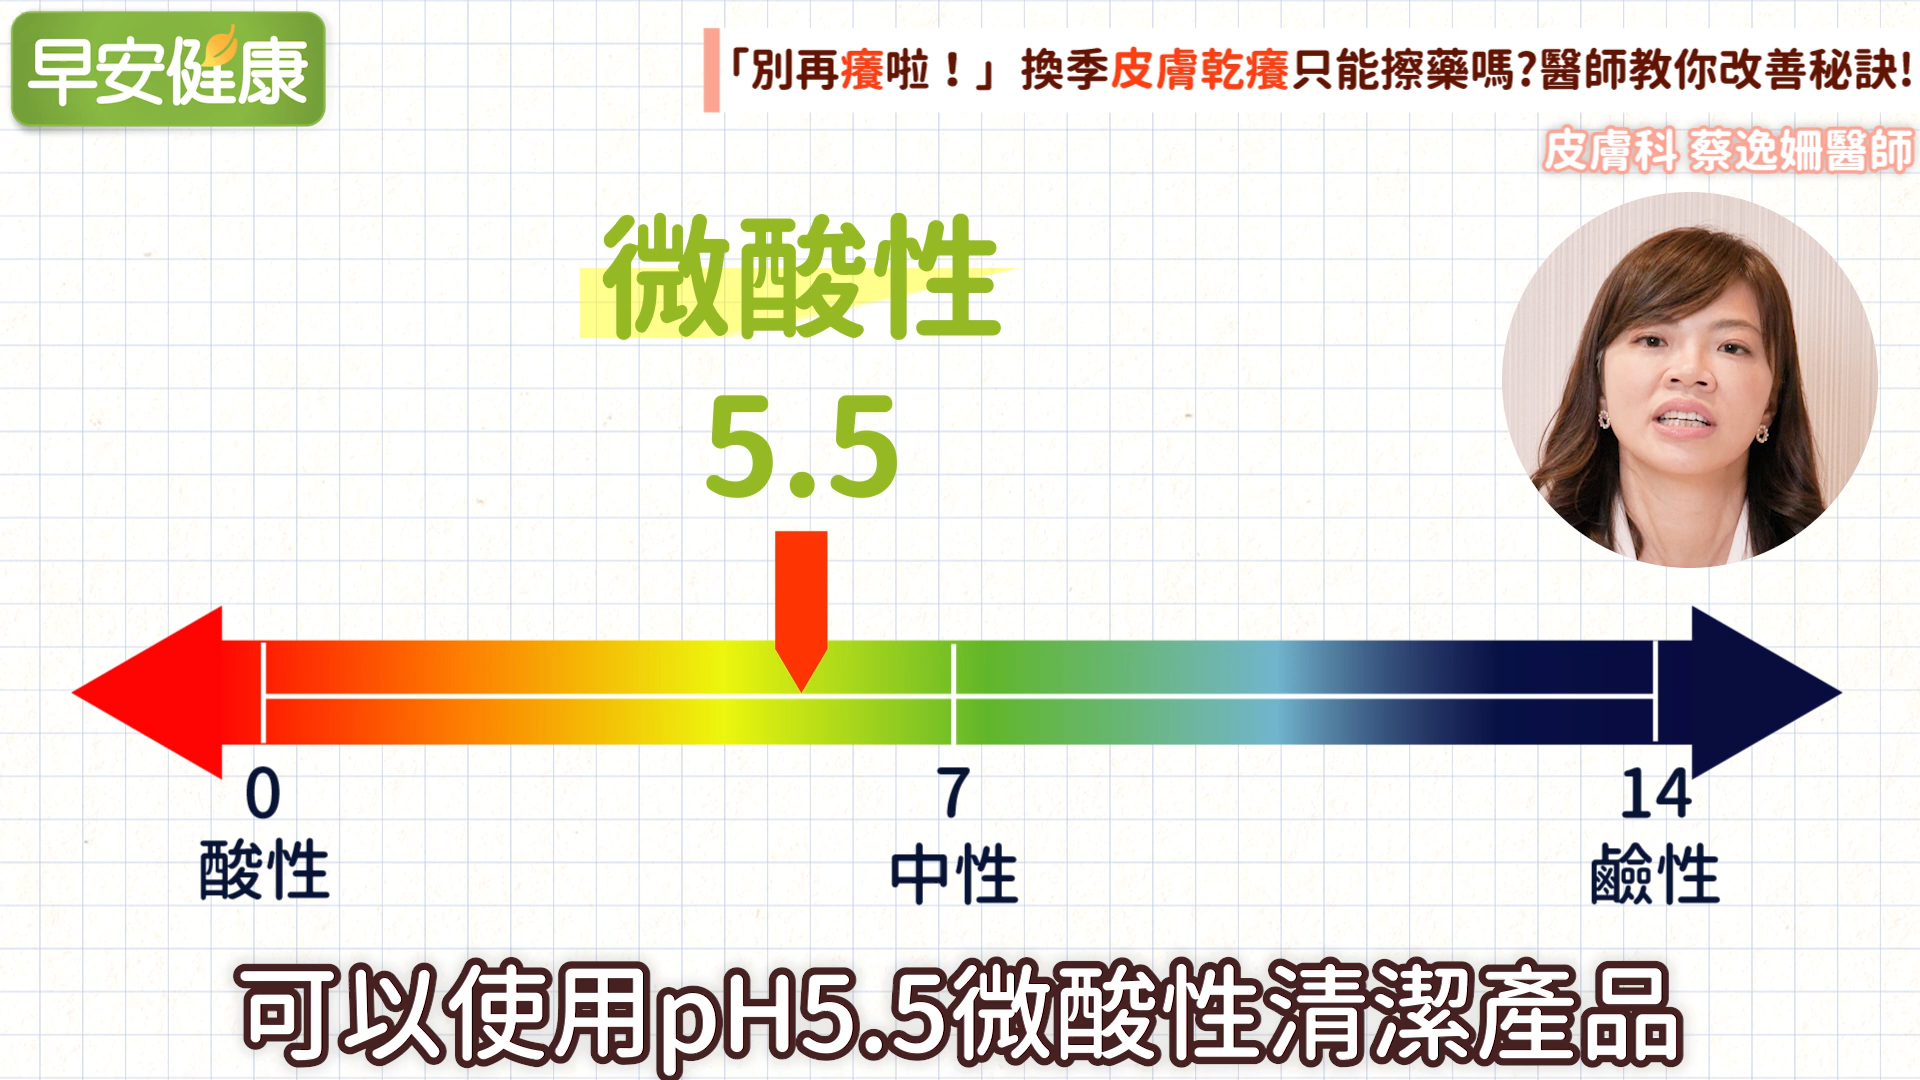 早安健康
「別再癢啦！」換季皮膚乾癢只能擦藥嗎?醫師教你改善秘訣!
皮膚科 蔡逸姍醫師
微酸性
5.5
0
7
14
酸性
中性
鹼性
可以使用pH5.5微酸性清潔產品